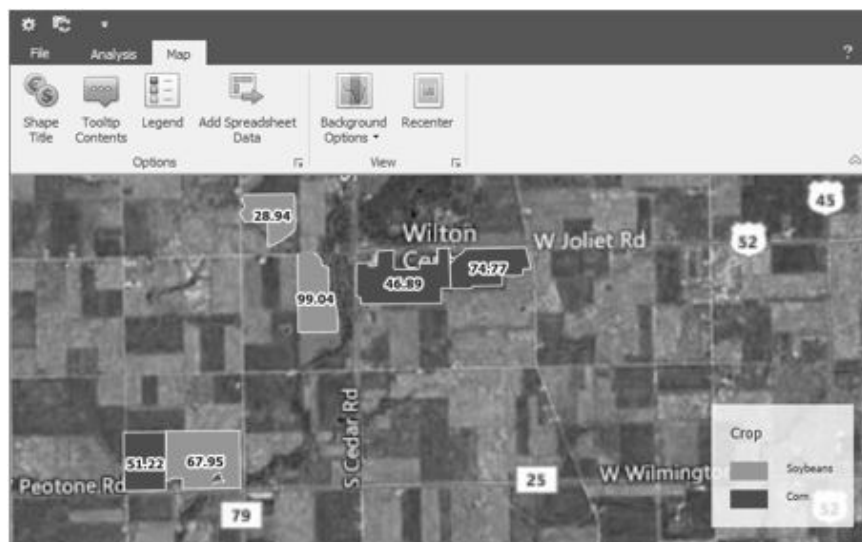 File Analysis Map ?
Shape Title
Tooltip Contents
Legend
Add Spreadsheet Data
Background Options
Recenter
Options View
45
28.94
Wilton
W Joliet Rd
52
74.77
46.89
99.04
S Cedar Rd
Crop
Soybeans
Corn
51.22
67.95
Peotone Rd
25
W Wilmington
79
52